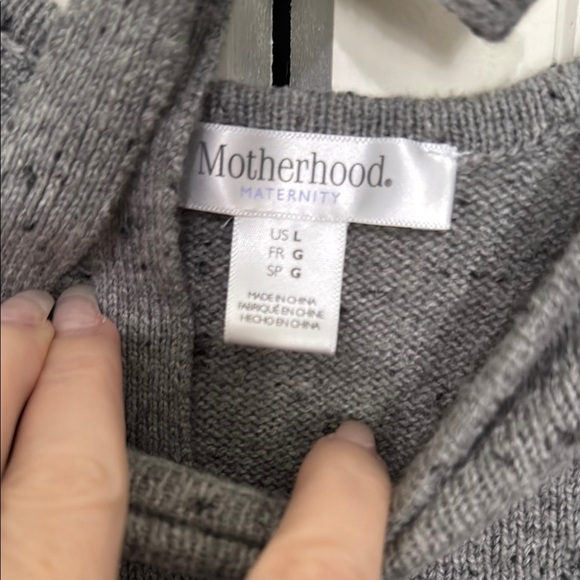 Motherhood®
MATERNITY
US L
FR G
SP G
MADE IN CHINA
FABRIQUÉ EN CHINE
HECHO EN CHINA